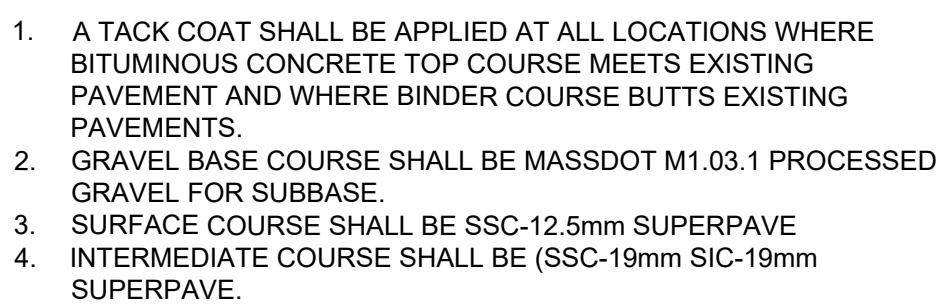 1. A TACK COAT SHALL BE APPLIED AT ALL LOCATIONS WHERE
BITUMINOUS CONCRETE TOP COURSE MEETS EXISTING
PAVEMENT AND WHERE BINDER COURSE BUTTS EXISTING
PAVEMENTS.
2. GRAVEL BASE COURSE SHALL BE MASSDOT M1.03.1 PROCESSED
GRAVEL FOR SUBBASE.
3. SURFACE COURSE SHALL BE SSC-12.5mm SUPERPAVE
4. INTERMEDIATE COURSE SHALL BE (SSC-19mm SIC-19mm
SUPERPAVE.